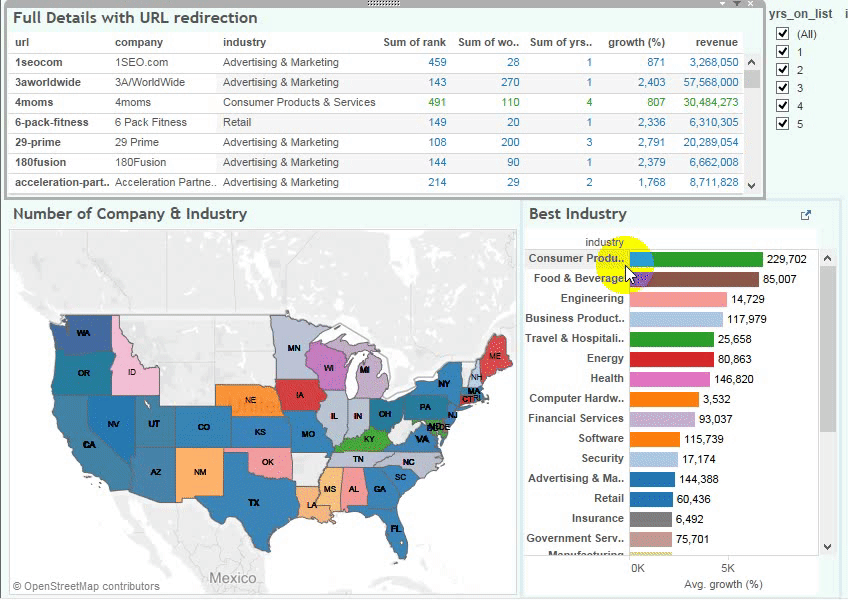 Full Details with URL redirection
url company industry Sum of rank Sum of wo.. Sum of yrs.. growth (%) revenue
1seocom 1SEO.com Advertising & Marketing 459 28 1 871 3,268,050
3aworldwide 3A/WorldWide Advertising & Marketing 143 270 1 2,403 57,568,000
4moms 4moms Consumer Products & Services 491 110 4 807 30,484,273
6-pack-fitness 6 Pack Fitness Retail 149 20 1 2,336 6,310,305
29-prime 29 Prime Advertising & Marketing 108 200 3 2,791 20,289,054
180fusion 180Fusion Advertising & Marketing 144 90 1 2,379 6,662,008
acceleration-part.. Acceleration Partne.. Advertising & Marketing 214 29 2 1,768 8,711,828
yrs_on_list
(All)
1
2
3
4
5
Number of Company & Industry
WA
OR
ID
MN
WI
MI
ME
NH
NY
MA
CT RI
NE
IA
PA
NJ
NV
UT
CO
KS
MO
IL
IN
OH
KY
VA
CA
AZ
NM
OK
TN
NC
SC
TX
LA
MS
AL
GA
FL
Mexico
© OpenStreetMap contributors
Best Industry
industry
Consumer Produ.. 229,702
Food & Beverage 85,007
Engineering 14,729
Business Product.. 117,979
Travel & Hospitali.. 25,658
Energy 80,863
Health 146,820
Computer Hardw.. 3,532
Financial Services 93,037
Software 115,739
Security 17,174
Advertising & Ma.. 144,388
Retail 60,436
Insurance 6,492
Government Serv.. 75,701
Manufacturing
0K 5K
Avg. growth (%)